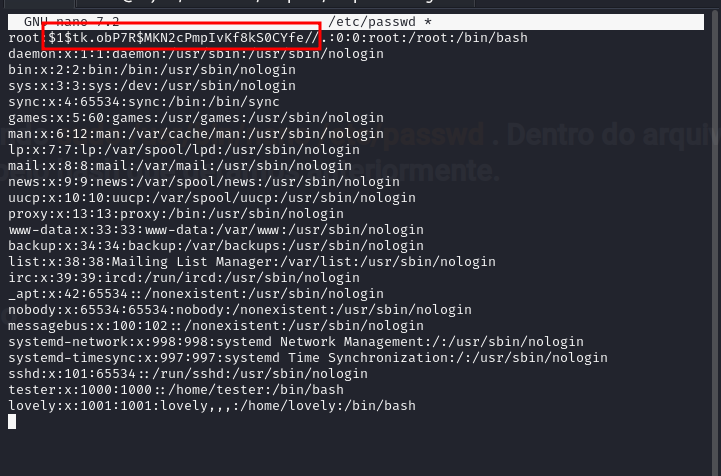 GNU nano 7.2 /etc/passwd *
root:$1$tk.obP7R$MKN2cPmpIvKf8kS0CYfe//.:0:0:root:/root:/bin/bash
daemon:x:1:1:daemon:/usr/sbin:/usr/sbin/nologin
bin:x:2:2:bin:/bin:/usr/sbin/nologin
sys:x:3:3:sys:/dev:/usr/sbin/nologin
sync:x:4:65534:sync:/bin:/bin/sync
games:x:5:60:games:/usr/games:/usr/sbin/nologin
man:x:6:12:man:/var/cache/man:/usr/sbin/nologin
passwd . Dentro do arquiv
lp:x:7:7:lp:/var/spool/lpd:/usr/sbin/nologin
mail:x:8:8:mail:/var/mail:/usr/sbin/nologin
riormente.
news:x:9:9:news:/var/spool/news:/usr/sbin/nologin
uucp:x:10:10:uucp:/var/spool/uucp:/usr/sbin/nologin
proxy:x:13:13:proxy:/bin:/usr/sbin/nologin
www-data:x:33:33:www-data:/var/www:/usr/sbin/nologin
backup:x:34:34:backup:/var/backups:/usr/sbin/nologin
list:x:38:38:Mailing List Manager:/var/list:/usr/sbin/nologin
irc:x:39:39:ircd:/run/ircd:/usr/sbin/nologin
_apt:x:42:65534::/nonexistent:/usr/sbin/nologin
nobody:x:65534:65534:nobody:/nonexistent:/usr/sbin/nologin
messagebus:x:100:102::/nonexistent:/usr/sbin/nologin
systemd-network:x:998:998:systemd Network Management:/:/usr/sbin/nologin
systemd-timesync:x:997:997:systemd Time Synchronization:/:/usr/sbin/nologin
sshd:x:101:65534::/run/sshd:/usr/sbin/nologin
tester:x:1000:1000::/home/tester:/bin/bash
lovely:x:1001:1001:lovely,,,:/home/lovely:/bin/bash